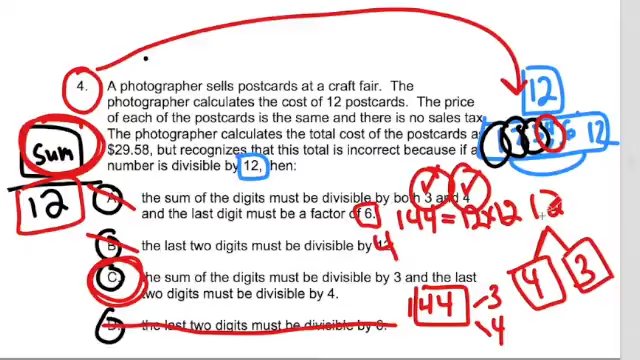 4. A photographer sells postcards at a craft fair. The
photographer calculates the cost of 12 postcards. The price
of each of the postcards is the same and there is no sales tax
The photographer calculates the total cost of the postcards a
$29.58, but recognizes that this total is incorrect because if a
number is divisible by 12, then:
12
12
sum
12
A. the sum of the digits must be divisible by both 3 and 4
and the last digit must be a factor of 6.
4
144 = 12x12
12
B. the last two digits must be divisible by 12.
4 3
C. the sum of the digits must be divisible by 3 and the last
two digits must be divisible by 4.
144 3
4
D. the last two digits must be divisible by 6.